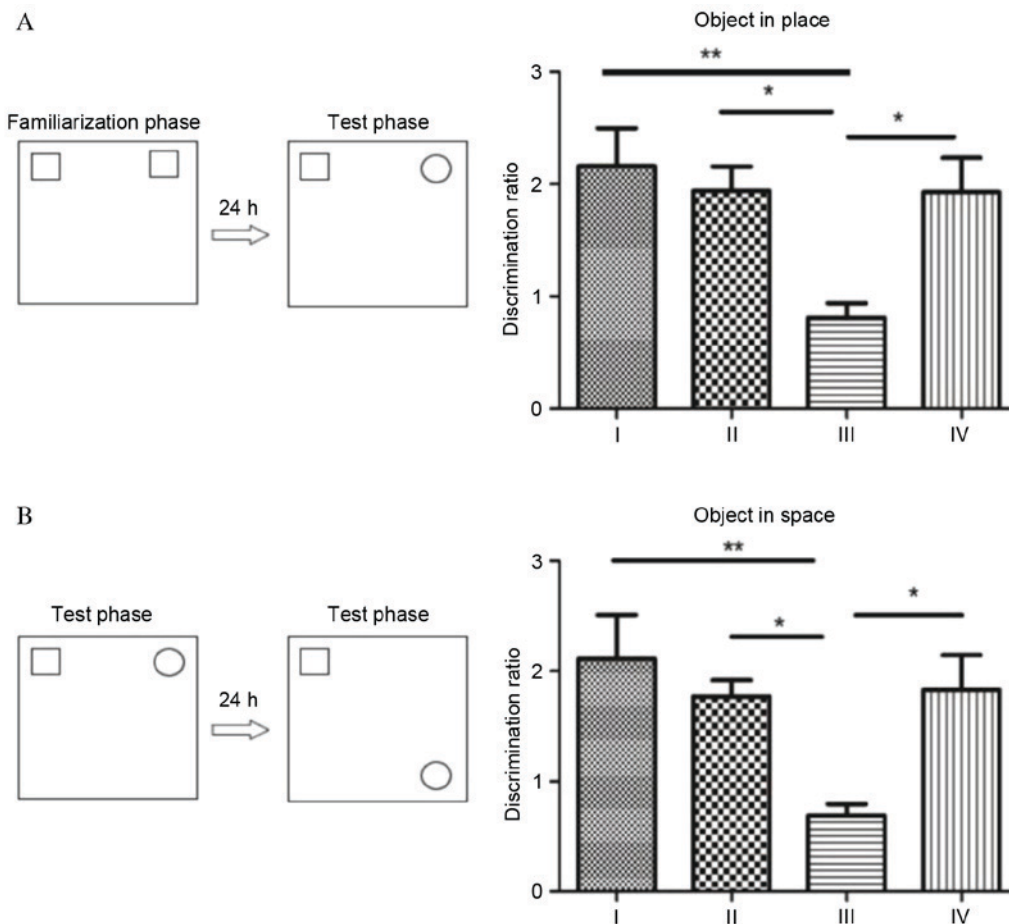 A
Object in place
Familiarization phase
Test phase
24 h
Discrimination ratio
3
2
1
0
**
*
*
I
II
III
IV
B
Object in space
Test phase
Test phase
24 h
Discrimination ratio
3
2
1
0
**
*
*
I
II
III
IV